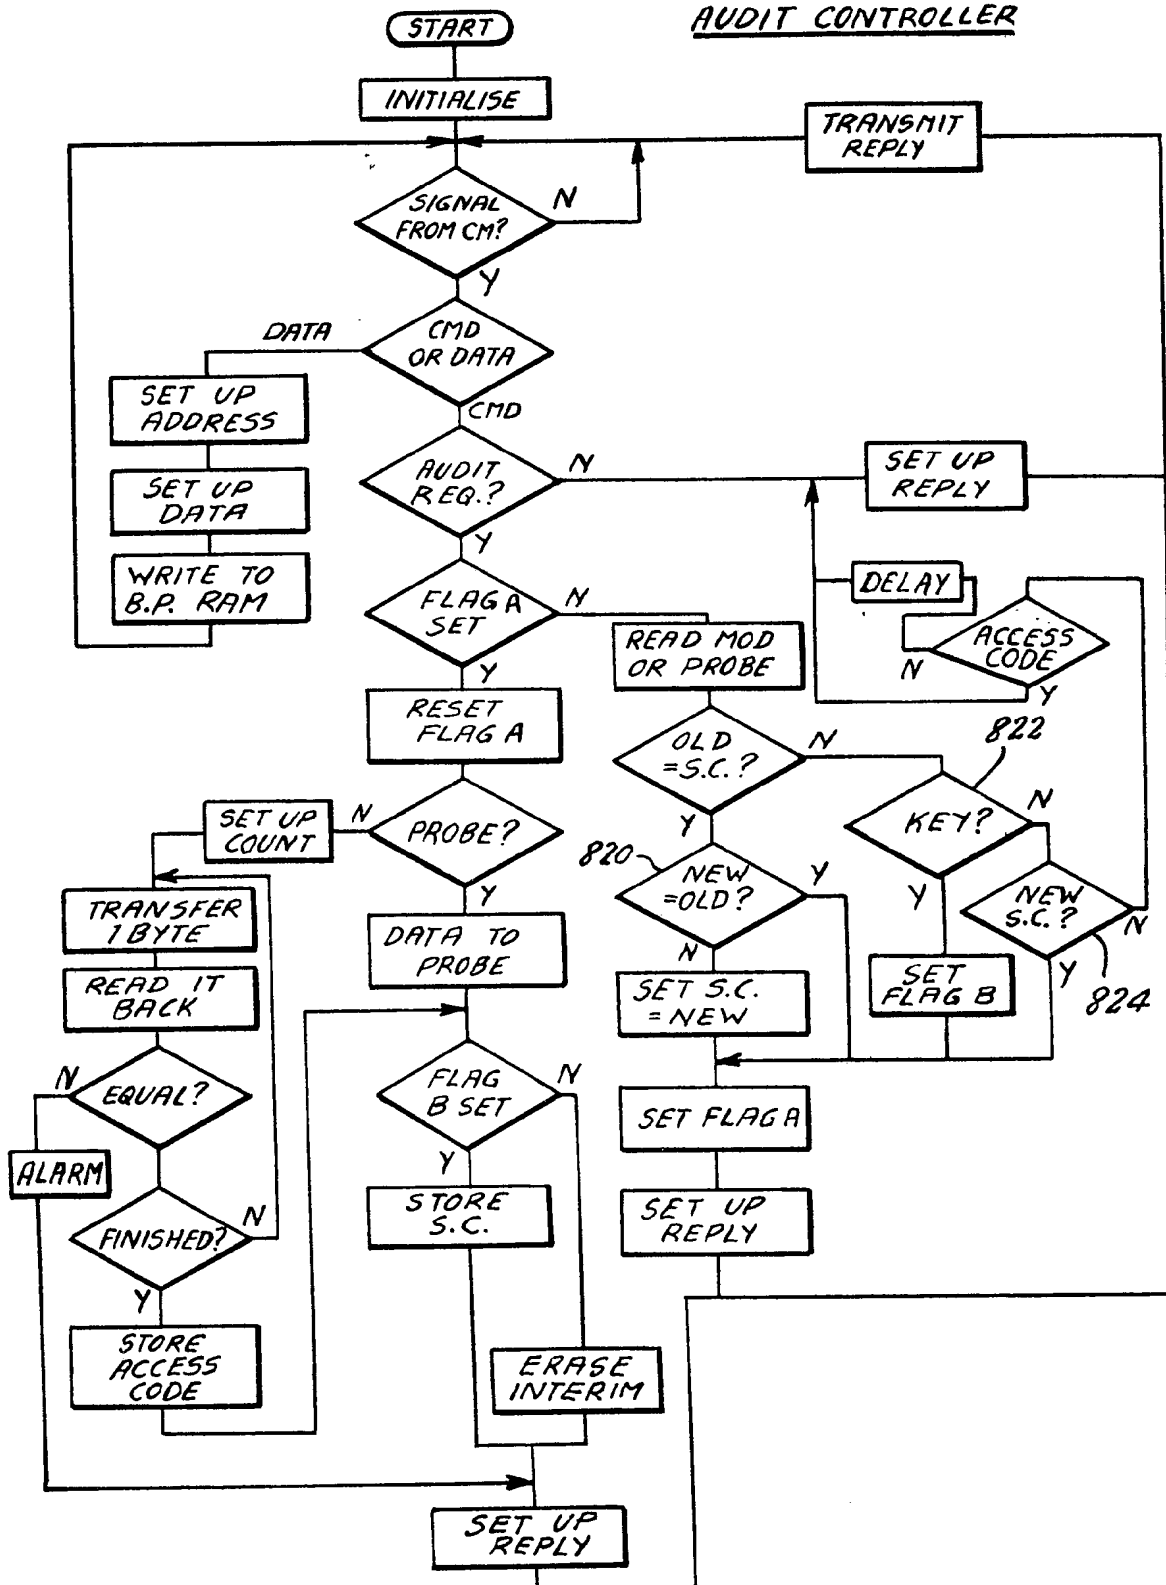 AUDIT CONTROLLER
START
INITIALISE
TRANSMIT
REPLY
SIGNAL
FROM CM?
N
Y
CMD
OR DATA
DATA
CMD
SET UP
ADDRESS
SET UP
DATA
WRITE TO
B.P. RAM
AUDIT
REQ.?
N
Y
SET UP
REPLY
DELAY
ACCESS
CODE
N
Y
FLAG A
SET
N
Y
READ MOD
OR PROBE
RESET
FLAG A
OLD
=S.C.?
N
Y
822
KEY?
N
Y
PROBE?
N
Y
SET UP
COUNT
820
NEW
=OLD?
Y
N
NEW
S.C.?
N
Y
824
TRANSFER
1 BYTE
READ IT
BACK
DATA TO
PROBE
SET S.C.
=NEW
SET
FLAG B
EQUAL?
N
ALARM
FLAG
B SET
N
Y
SET FLAG A
FINISHED?
N
Y
STORE
S.C.
SET UP
REPLY
STORE
ACCESS
CODE
ERASE
INTERIM
SET UP
REPLY